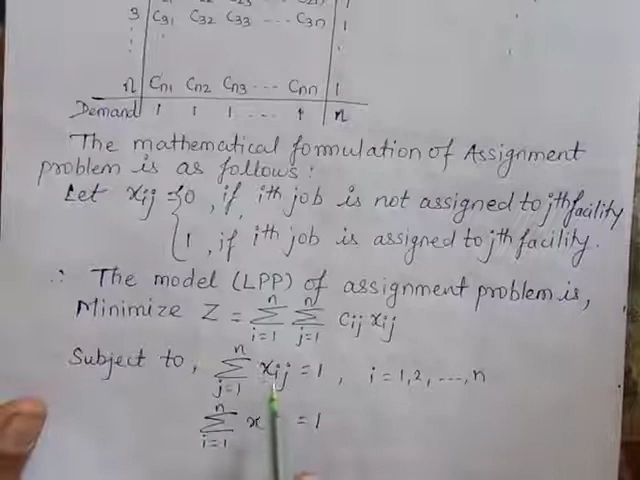 3 C31 C32 C33 ... C3n 1
: : :
n Cn1 Cn2 Cn3 ... Cnn 1
Demand 1 1 1 ... 1 n
The mathematical formulation of Assignment
problem is as follows:
Let xij = { 0, if ith job is not assigned to jth facility
1, if ith job is assigned to jth facility.
∴ The model (LPP) of assignment problem is,
Minimize Z = n∑i=1 n∑j=1 cij xij
Subject to, n∑j=1 xij = 1, i = 1, 2, ..., n
n∑i=1 x = 1